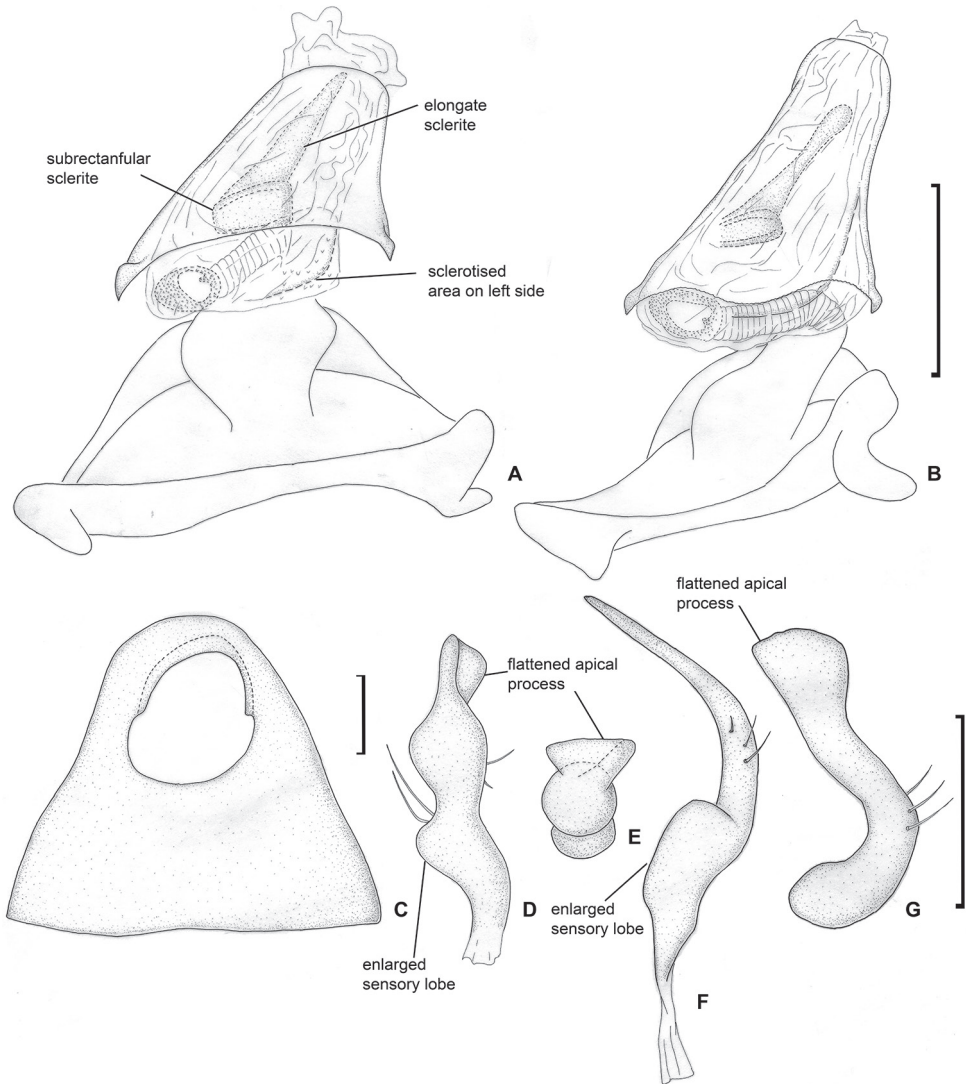 elongate
sclerite
subrectanfular
sclerite
sclerotised
area on left side
A
B
flattened apical
process
flattened apical
process
E
C
D
G
enlarged
sensory lobe
enlarged
sensory lobe
F